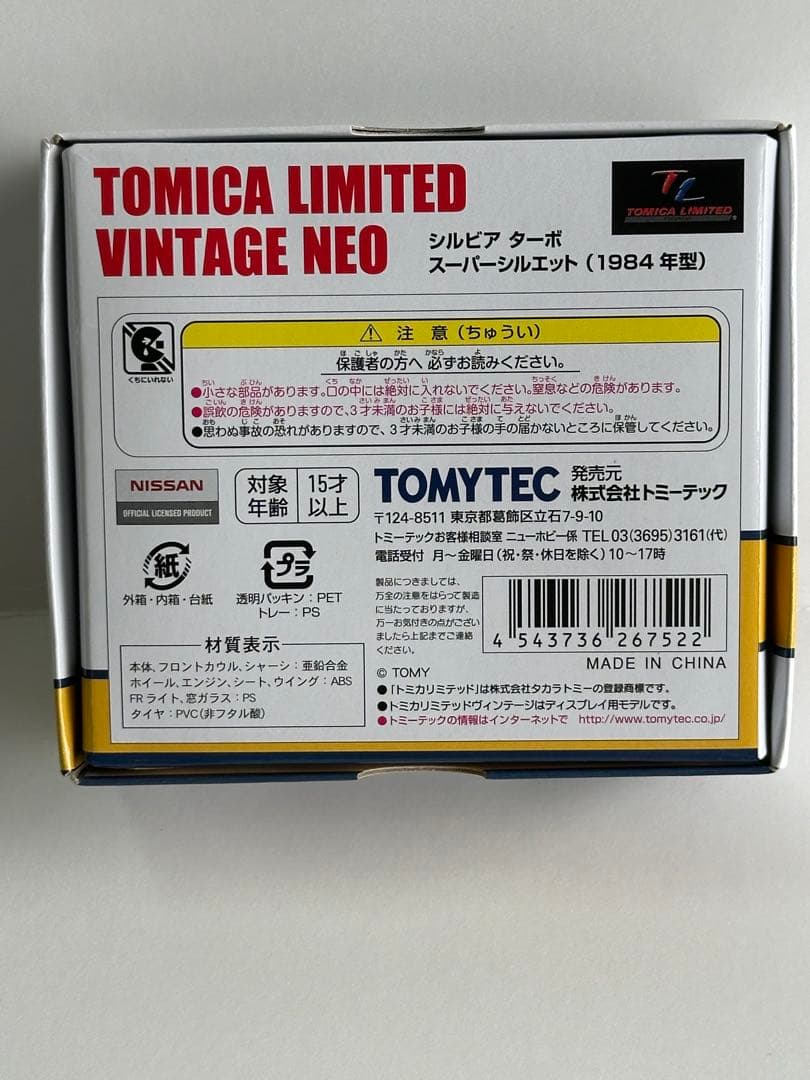 TOMICA LIMITED
VINTAGE NEO
シルビア ターボ
スーパーシルエット（1984年型）
TL
TOMICA LIMITED
くちにいれない
⚠ 注意（ちゅうい）
保護者の方へ 必ずお読みください。
●小さな部品があります。口の中には絶対に入れないでください。窒息などの危険があります。
●誤飲の危険がありますので、3才未満のお子様には絶対に与えないでください。
●思わぬ事故の恐れがありますので、3才未満のお子様の手の届かないところに保管してください。
NISSAN
OFFICIAL LICENSED PRODUCT
対象年齢 15才以上
TOMYTEC 発売元 株式会社トミーテック
〒124-8511 東京都葛飾区立石7-9-10
トミーテックお客様相談室 ニューホビー係 TEL 03(3695)3161(代)
電話受付 月〜金曜日(祝・祭・休日を除く)10〜17時
紙
外箱・内箱・台紙
プラ
透明パッキン：PET
トレー：PS
製品につきましては、
万全の注意をはらって製造
に当たっておりますが、
万一お気付きの点がござい
ましたら上記までご連絡
ください。
4 543736 267522
MADE IN CHINA
材質表示
本体、フロントカウル、シャーシ：亜鉛合金
ホイール、エンジン、シート、ウイング：ABS
FRライト、窓ガラス：PS
タイヤ：PVC(非フタル酸)
© TOMY
●「トミカリミテッド」は株式会社タカラトミーの登録商標です。
●トミカリミテッドヴィンテージはディスプレイ用モデルです。
●トミーテックの情報はインターネットで http://www.tomytec.co.jp/